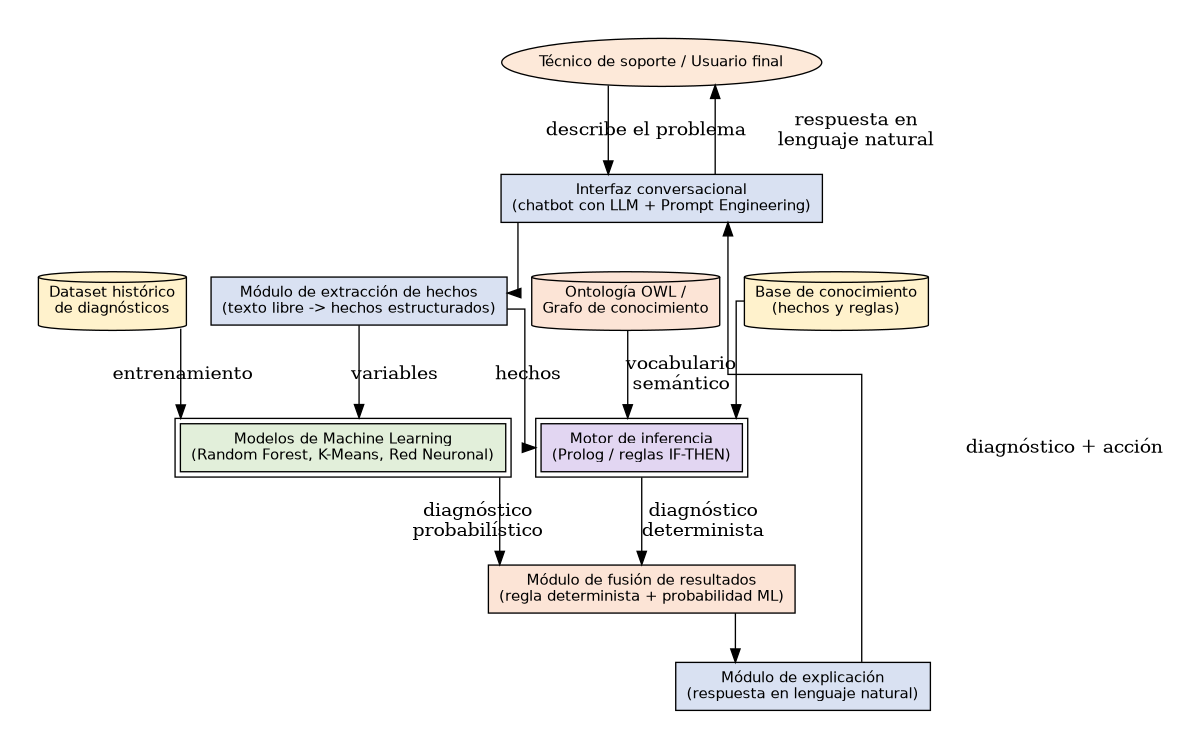 Técnico de soporte / Usuario final
describe el problema
respuesta en
lenguaje natural
Interfaz conversacional
(chatbot con LLM + Prompt Engineering)
Dataset histórico
de diagnósticos
Módulo de extracción de hechos
(texto libre -> hechos estructurados)
Ontología OWL /
Grafo de conocimiento
Base de conocimiento
(hechos y reglas)
entrenamiento
variables
hechos
vocabulario
semántico
Modelos de Machine Learning
(Random Forest, K-Means, Red Neuronal)
Motor de inferencia
(Prolog / reglas IF-THEN)
diagnóstico + acción
diagnóstico
probabilístico
diagnóstico
determinista
Módulo de fusión de resultados
(regla determinista + probabilidad ML)
Módulo de explicación
(respuesta en lenguaje natural)